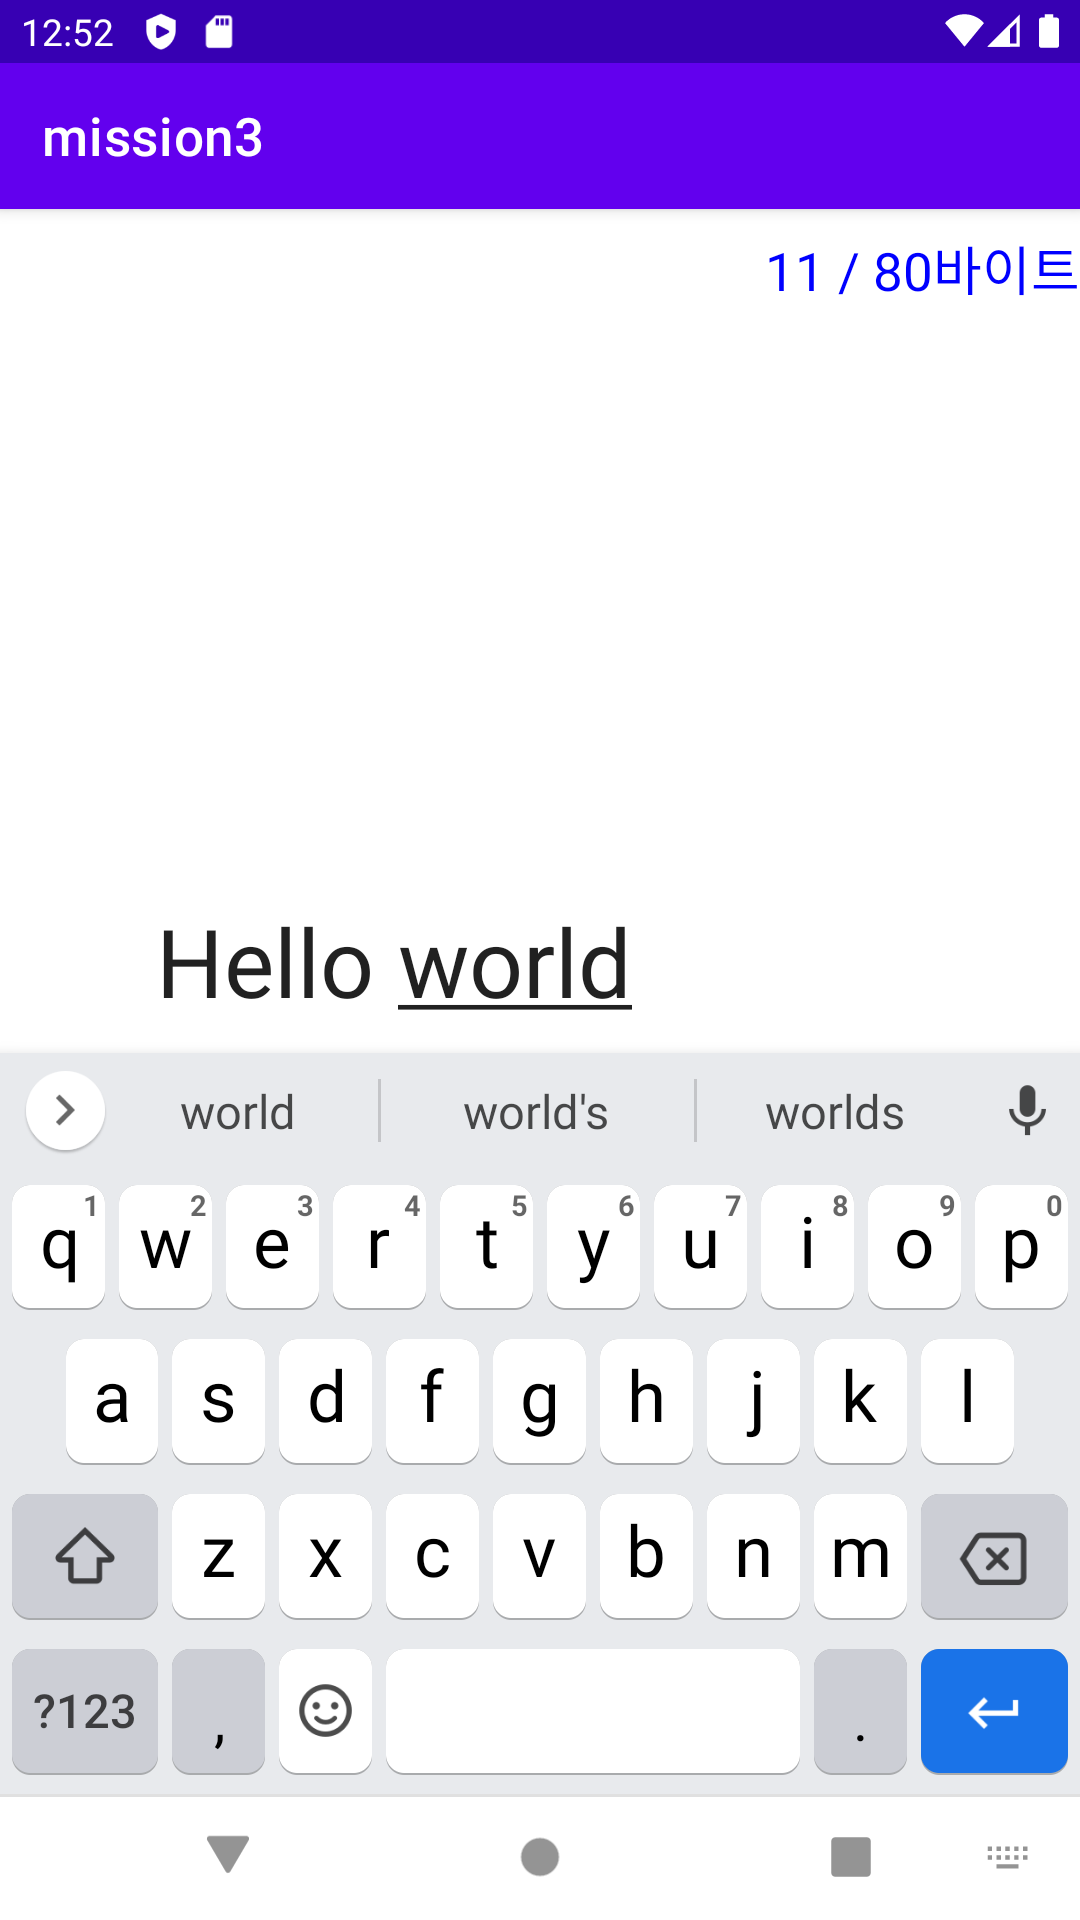 12:52
mission3
11 / 80바이트
Hello world
world world's worlds
1 2 3 4 5 6 7 8 9 0
q w e r t y u i o p
a s d f g h j k l
z x c v b n m
?123 , .